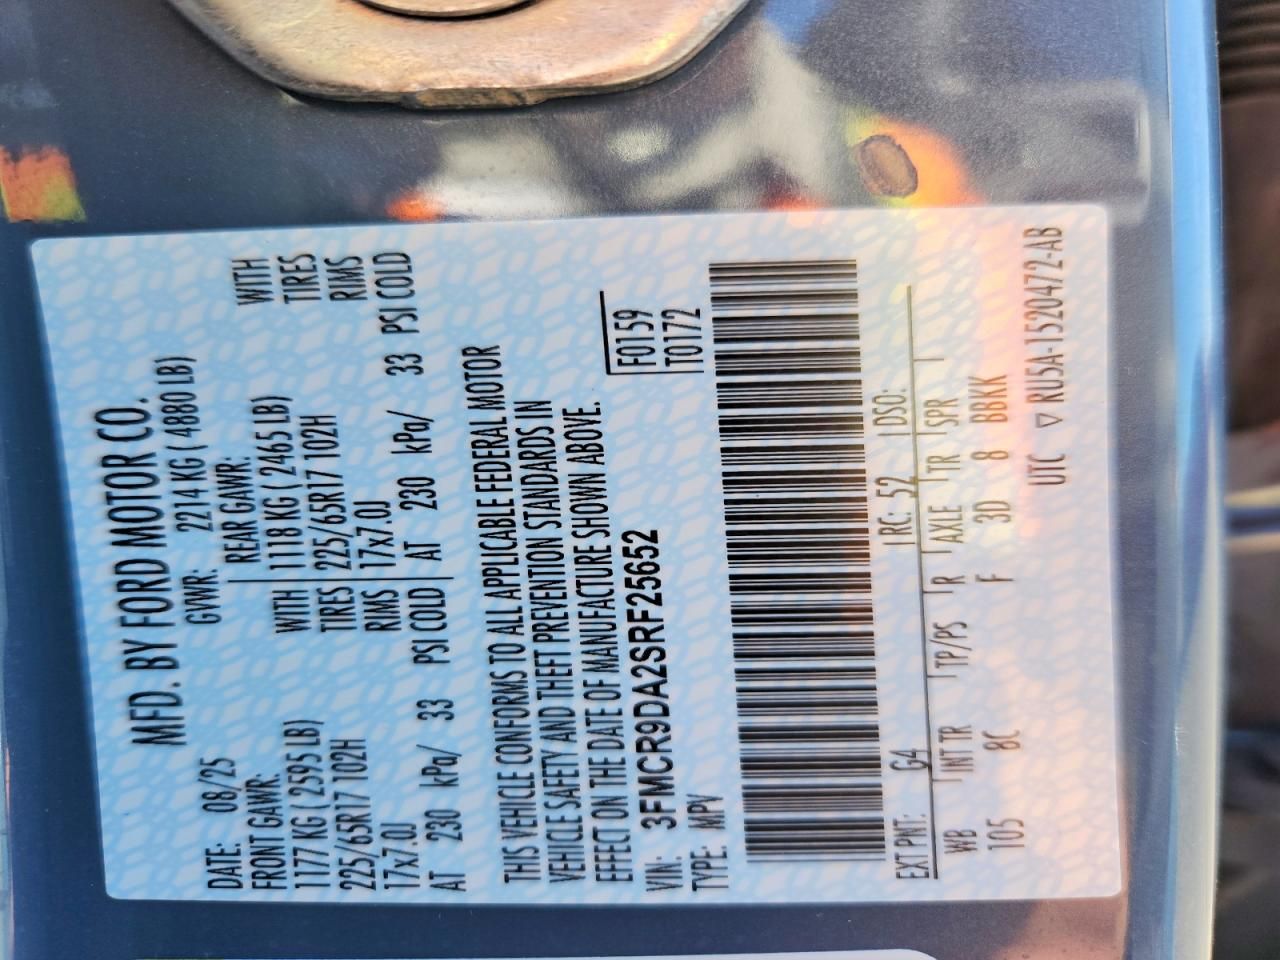 MFD. BY FORD MOTOR CO.
DATE: 08/25 GVWR: 2214 KG ( 4880 LB)
FRONT GAWR: REAR GAWR:
1177 KG ( 2595 LB) WITH 1118 KG ( 2465 LB) WITH
225/65R17 102H TIRES 225/65R17 102H TIRES
17x7.0J RIMS 17x7.0J RIMS
AT 230 kPa/ 33 PSI COLD AT 230 kPa/ 33 PSI COLD
THIS VEHICLE CONFORMS TO ALL APPLICABLE FEDERAL MOTOR
VEHICLE SAFETY AND THEFT PREVENTION STANDARDS IN
EFFECT ON THE DATE OF MANUFACTURE SHOWN ABOVE.
VIN: 3FMCR9DA2SRF25652 F0159
TYPE: MPV T0172
EXT PNT: G4 RC: 52 DSO:
WB INT TR TP/PS R AXLE TR SPR
105 8C F 3D 8 BBKK
UTC ▽ RU5A-1520472-AB